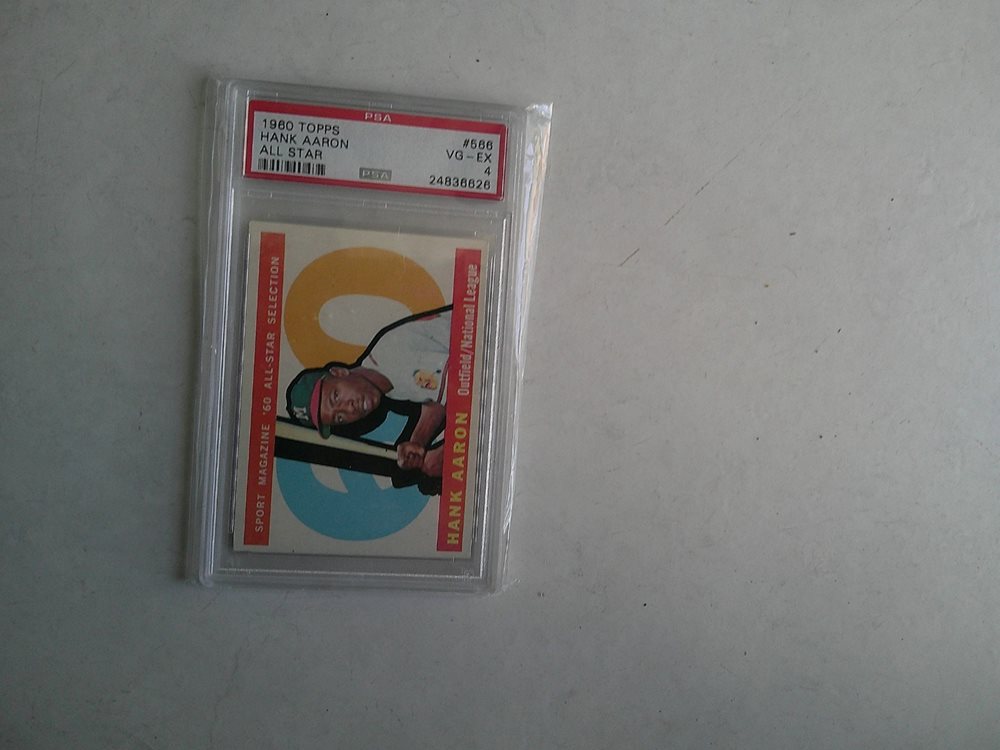 PSA
1960 TOPPS #566
HANK AARON VG-EX
ALL STAR 4
PSA 24836626
SPORT MAGAZINE '60 ALL-STAR SELECTION
M
HANK AARON Outfield/National League